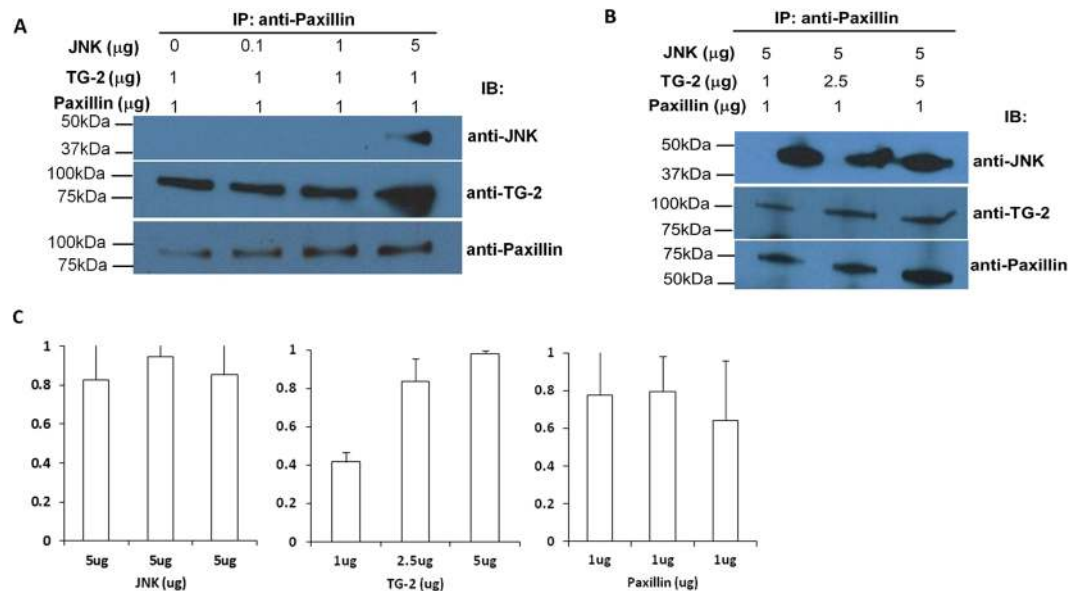 A
IP: anti-Paxillin
JNK (µg) 0 0.1 1 5
TG-2 (µg) 1 1 1 1
IB:
Paxillin (µg) 1 1 1 1
50kDa
37kDa
anti-JNK
100kDa
75kDa
anti-TG-2
100kDa
75kDa
anti-Paxillin
B
IP: anti-Paxillin
JNK (µg) 5 5 5
TG-2 (µg) 1 2.5 5
Paxillin (µg) 1 1 1
IB:
50kDa
37kDa
anti-JNK
100kDa
75kDa
anti-TG-2
75kDa
50kDa
anti-Paxillin
C
1
0.8
0.6
0.4
0.2
0
5ug 5ug 5ug
JNK (ug)
1
0.8
0.6
0.4
0.2
0
1ug 2.5ug 5ug
TG-2 (ug)
1
0.8
0.6
0.4
0.2
0
1ug 1ug 1ug
Paxillin (ug)